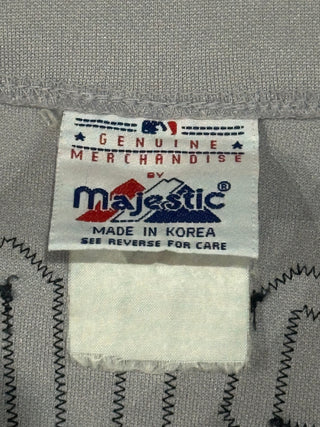 GENUINE
MERCHANDISE
BY
Majestic®
MADE IN KOREA
SEE REVERSE FOR CARE